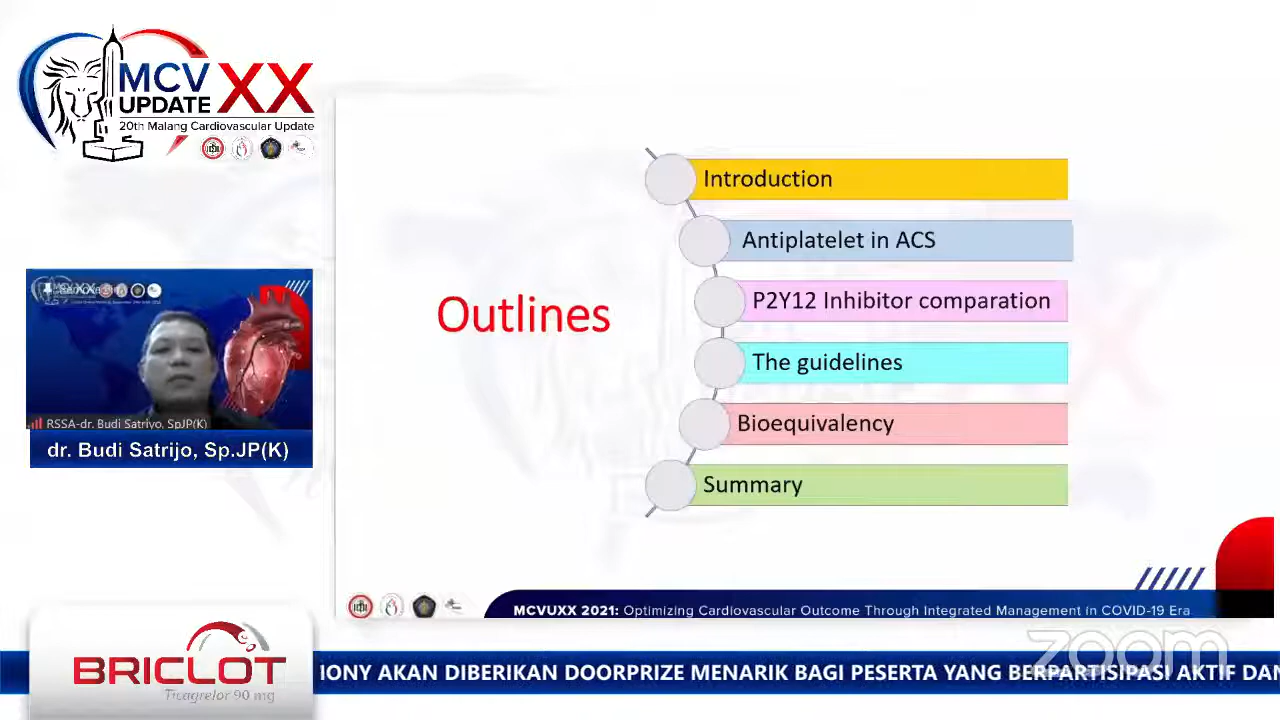 MCV
UPDATE
XX
20th Malang Cardiovascular Update
Introduction
Antiplatelet in ACS
P2Y12 Inhibitor comparation
The guidelines
Bioequivalency
Summary
Outlines
RSSA-dr. Budi Satriyo, SpJP(K)
dr. Budi Satrijo, Sp.JP(K)
MCVUXX 2021: Optimizing Cardiovascular Outcome Through Integrated Management in COVID-19 Era
zoom
BRICLOT
Ticagrelor 90 mg
IONY AKAN DIBERIKAN DOORPRIZE MENARIK BAGI PESERTA YANG BERPARTISIPASI AKTIF DAN